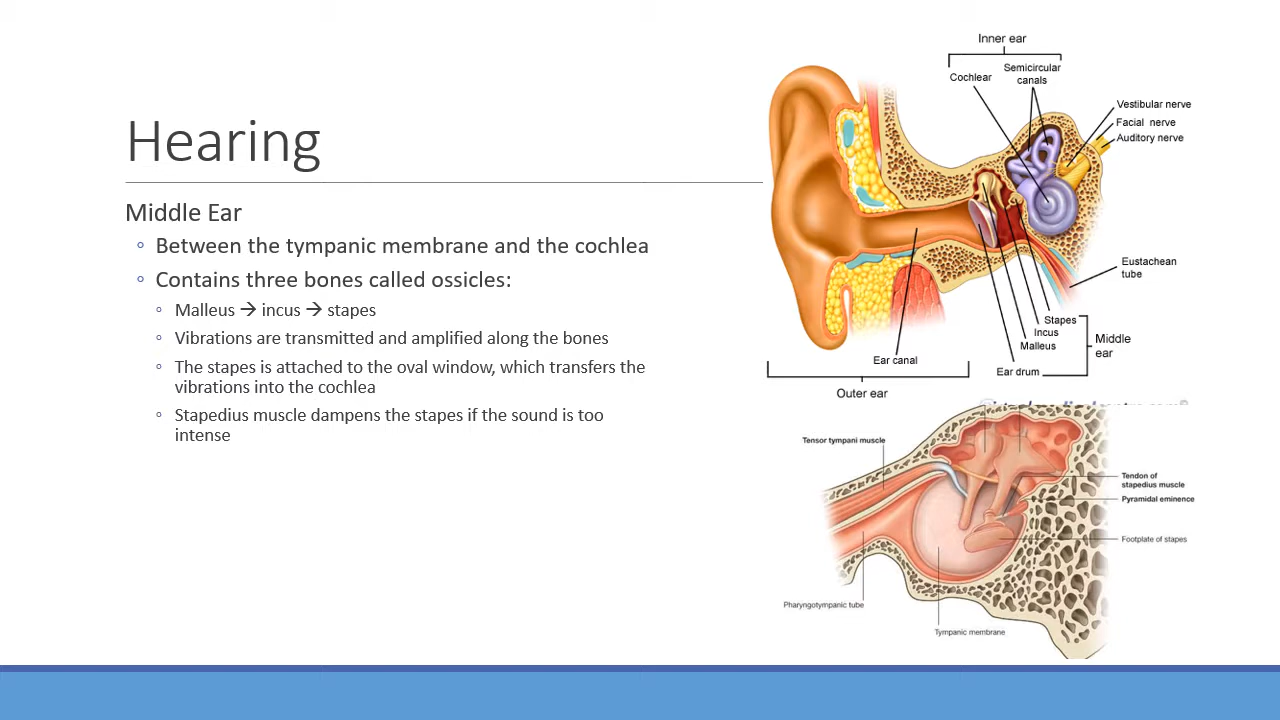 Hearing
Middle Ear
◦ Between the tympanic membrane and the cochlea
◦ Contains three bones called ossicles:
◦ Malleus → incus → stapes
◦ Vibrations are transmitted and amplified along the bones
◦ The stapes is attached to the oval window, which transfers the
vibrations into the cochlea
◦ Stapedius muscle dampens the stapes if the sound is too
intense
Inner ear
Cochlear
Semicircular
canals
Vestibular nerve
Facial nerve
Auditory nerve
Eustachean
tube
Stapes
Incus
Malleus
Middle
ear
Ear drum
Ear canal
Outer ear
Tensor tympani muscle
Tendon of
stapedius muscle
Pyramidal eminence
Footplate of stapes
Pharyngotympanic tube
Tympanic membrane